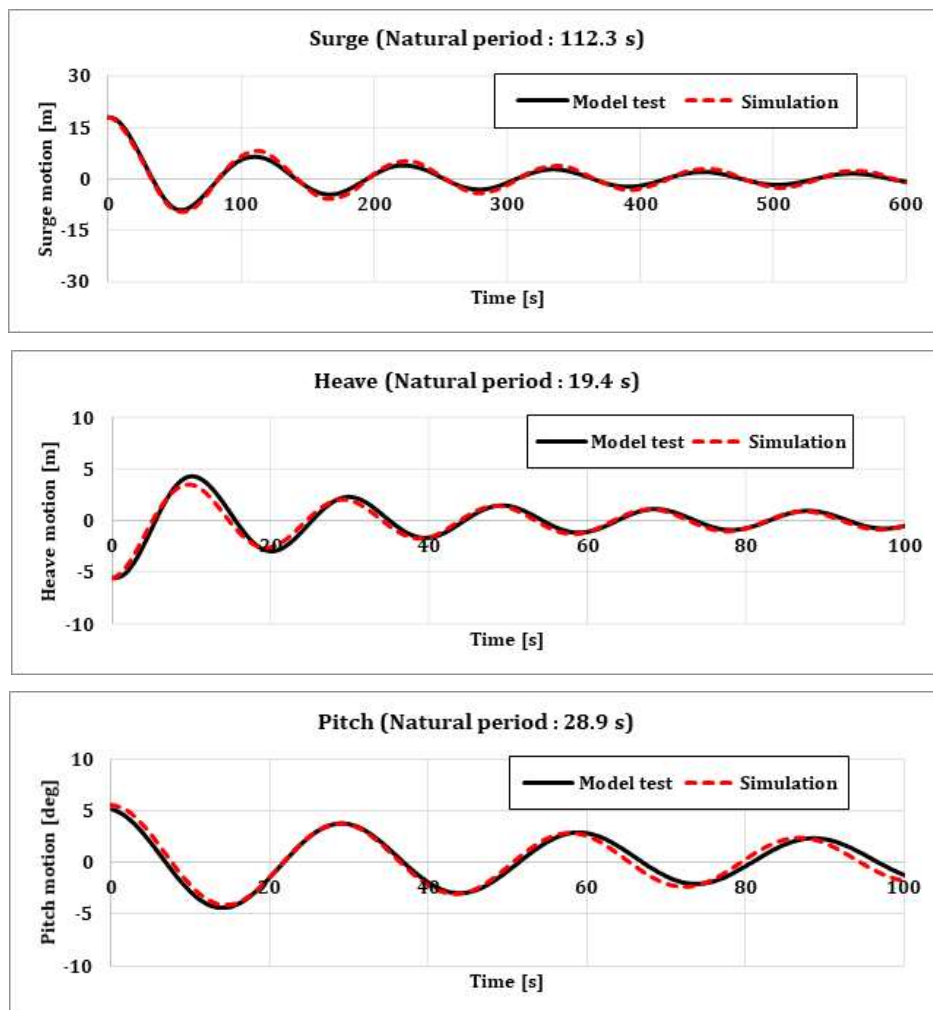 Surge (Natural period : 112.3 s)
30
15
0
-15
-30
Surge motion [m]
Model test Simulation
0 100 200 300 400 500 600
Time [s]
Heave (Natural period : 19.4 s)
10
5
0
-5
-10
Heave motion [m]
Model test Simulation
0 20 40 60 80 100
Time [s]
Pitch (Natural period : 28.9 s)
10
5
0
-5
-10
Pitch motion [deg]
Model test Simulation
0 20 40 60 80 100
Time [s]